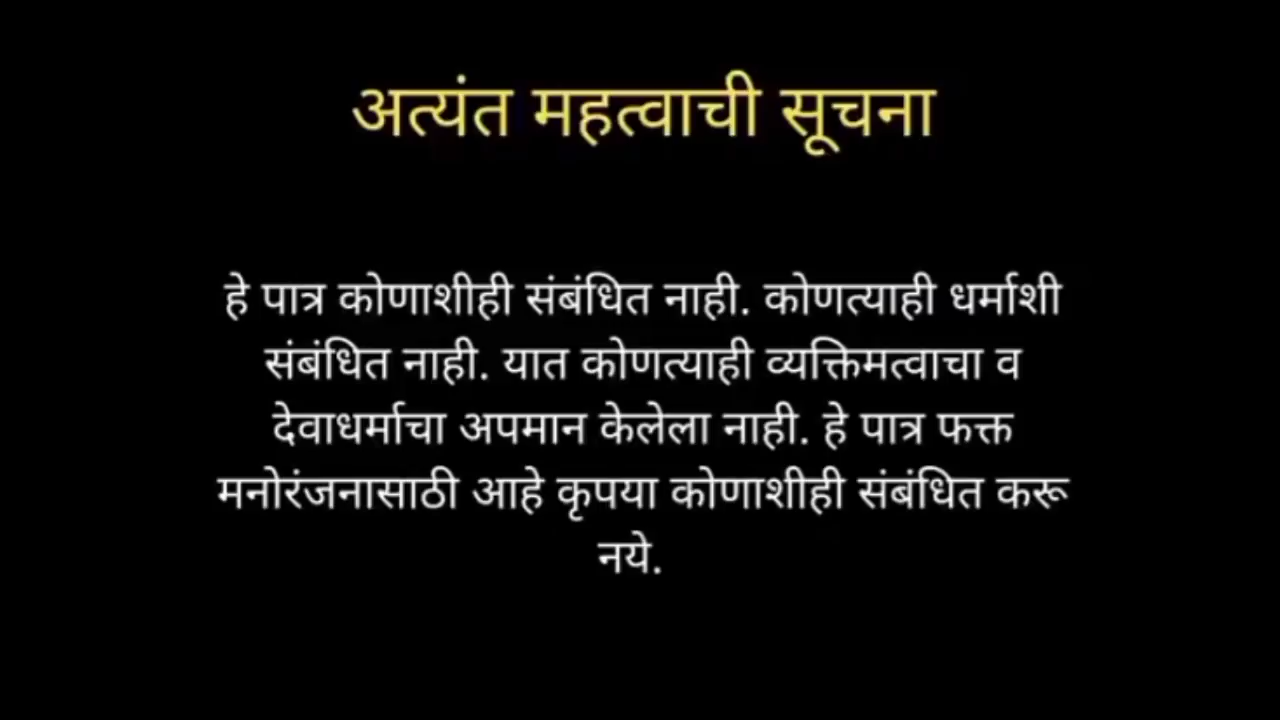 अत्यंत महत्वाची सूचना
हे पात्र कोणाशीही संबंधित नाही. कोणत्याही धर्माशी
संबंधित नाही. यात कोणत्याही व्यक्तिमत्वाचा व
देवाधर्माचा अपमान केलेला नाही. हे पात्र फक्त
मनोरंजनासाठी आहे कृपया कोणाशीही संबंधित करू
नये.